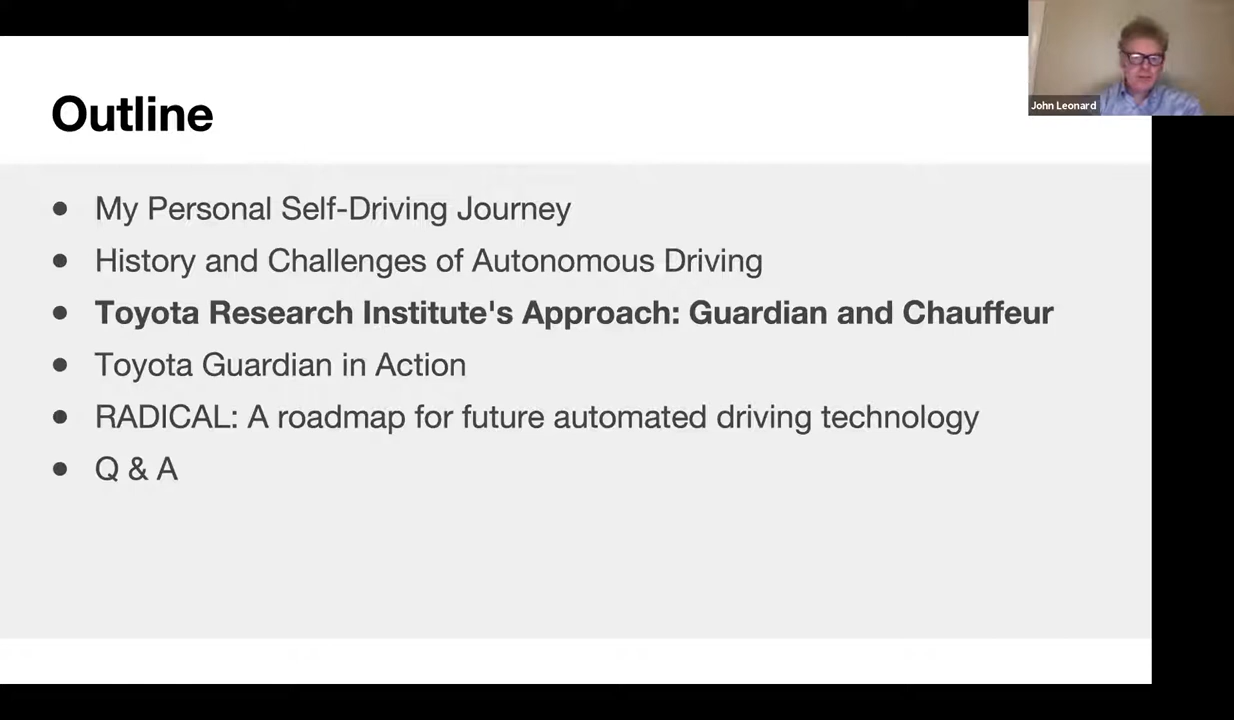 Outline
John Leonard
● My Personal Self-Driving Journey
● History and Challenges of Autonomous Driving
● Toyota Research Institute's Approach: Guardian and Chauffeur
● Toyota Guardian in Action
● RADICAL: A roadmap for future automated driving technology
● Q & A